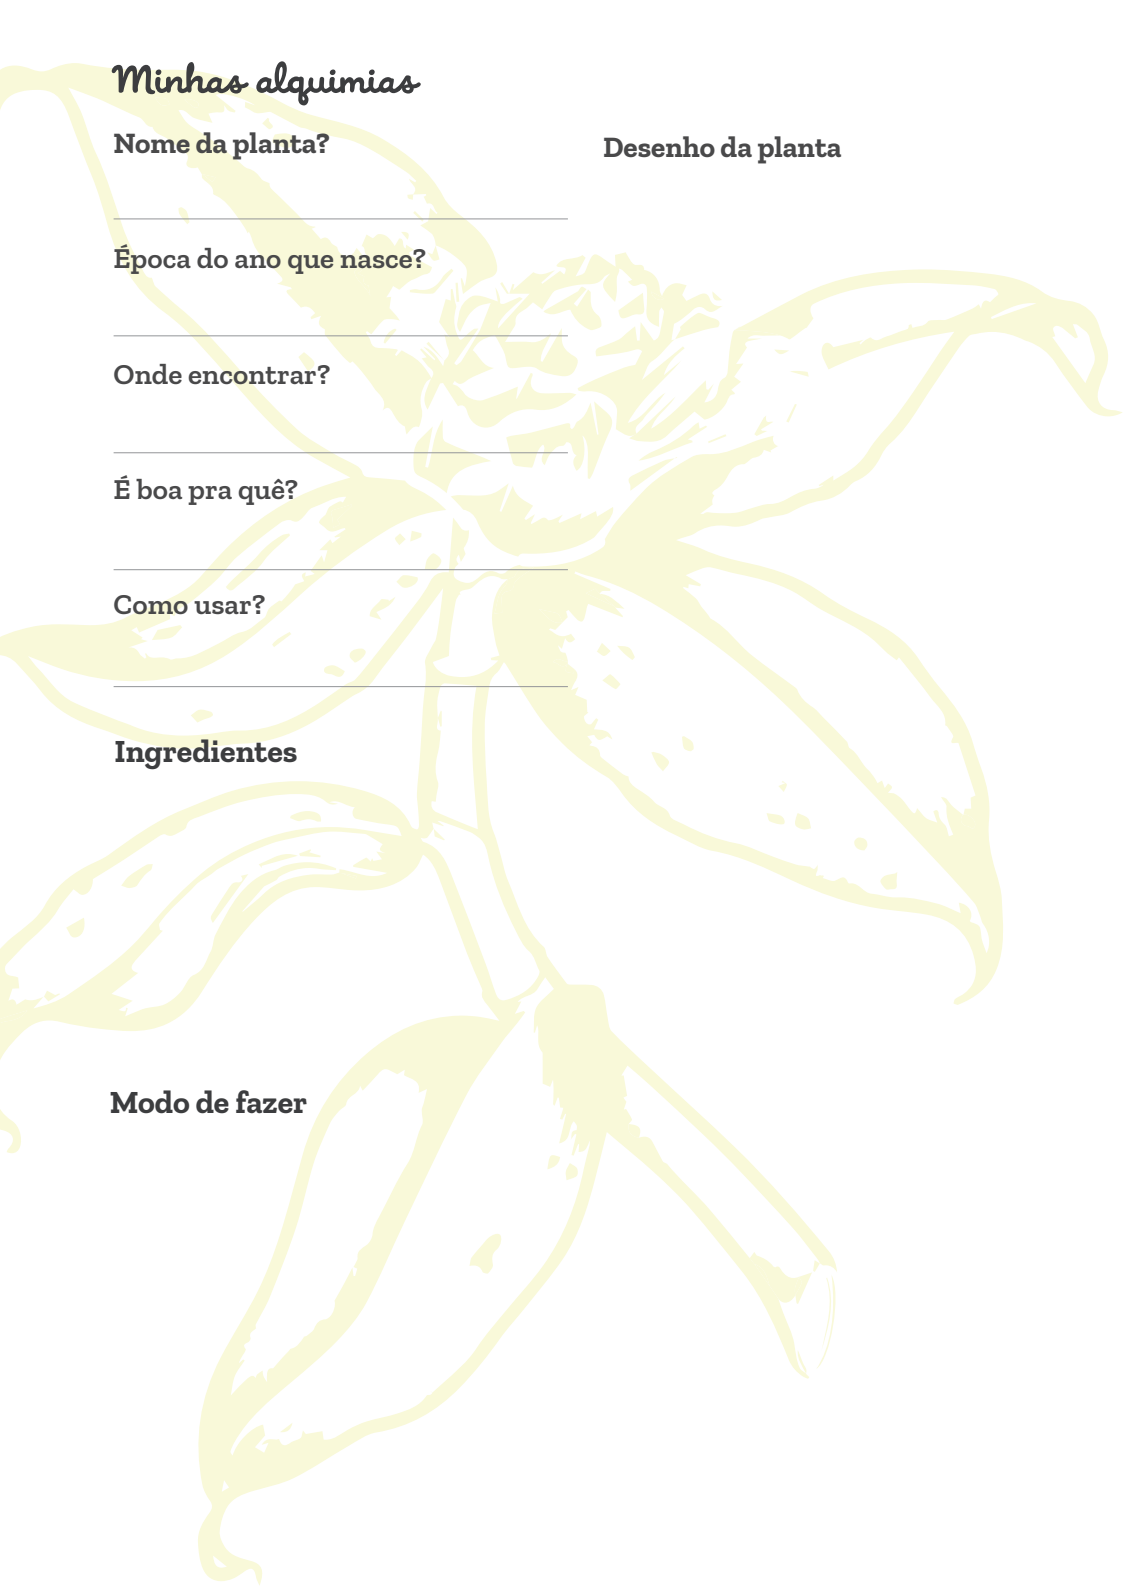 Minhas alquimias
Nome da planta?
Desenho da planta
Época do ano que nasce?
Onde encontrar?
É boa pra quê?
Como usar?
Ingredientes
Modo de fazer